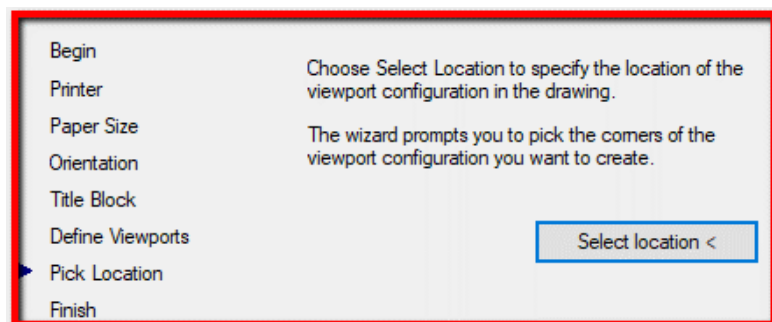 Begin
Printer
Paper Size
Orientation
Title Block
Define Viewports
Pick Location
Finish
Choose Select Location to specify the location of the
viewport configuration in the drawing.
The wizard prompts you to pick the corners of the
viewport configuration you want to create.
Select location <